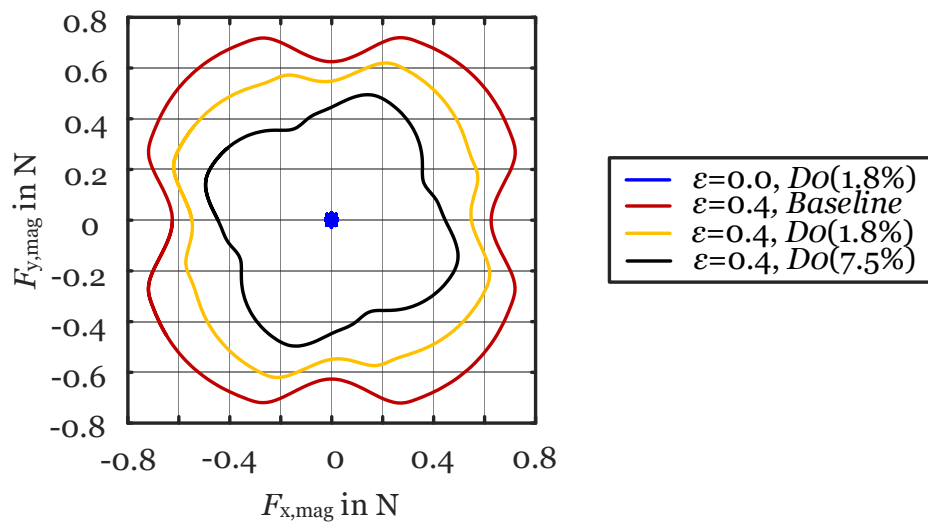 0.8
0.6
0.4
0.2
0
-0.2
-0.4
-0.6
-0.8
Fy,mag in N
-0.8
-0.4
0
0.4
0.8
Fx,mag in N
ε=0.0, Do(1.8%)
ε=0.4, Baseline
ε=0.4, Do(1.8%)
ε=0.4, Do(7.5%)